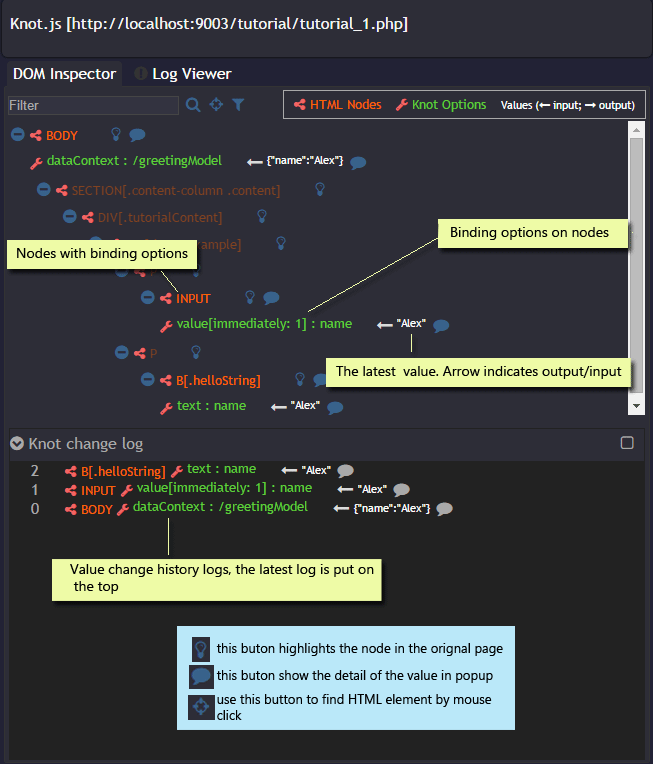 Knot.js [http://localhost:9003/tutorial/tutorial_1.php]
DOM Inspector
Log Viewer
Filter
HTML Nodes
Knot Options
Values (← input; → output)
BODY
dataContext : /greetingModel ← {"name":"Alex"}
SECTION[.content-column .content]
DIV[.tutorialContent]
ample]
Binding options on nodes
Nodes with binding options
INPUT
value[immediately: 1] : name ← "Alex"
P
The latest value. Arrow indicates output/input
B[.helloString]
text : name ← "Alex"
Knot change log
2 B[.helloString] text : name ← "Alex"
1 INPUT value[immediately: 1] : name ← "Alex"
0 BODY dataContext : /greetingModel ← {"name":"Alex"}
Value change history logs, the latest log is put on
the top
this buton highlights the node in the orignal page
this buton show the detail of the value in popup
use this button to find HTML element by mouse
click